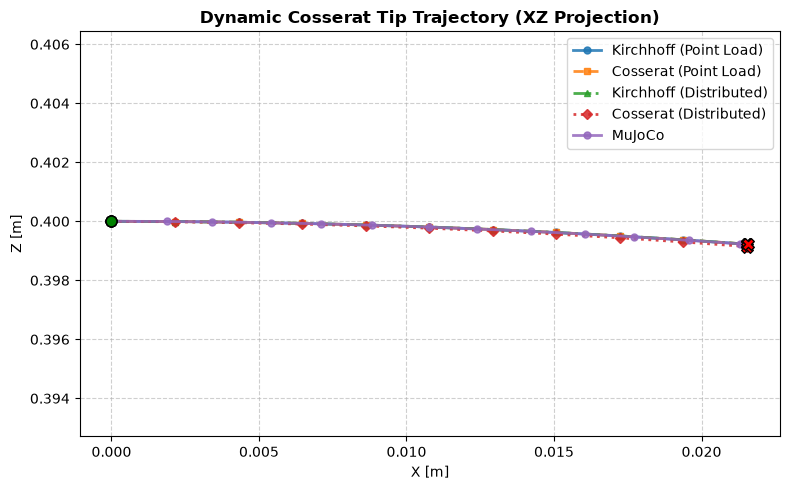 Dynamic Cosserat Tip Trajectory (XZ Projection)
Kirchhoff (Point Load)
Cosserat (Point Load)
Kirchhoff (Distributed)
Cosserat (Distributed)
MuJoCo
Z [m]
0.406
0.404
0.402
0.400
0.398
0.396
0.394
0.000
0.005
0.010
0.015
0.020
X [m]